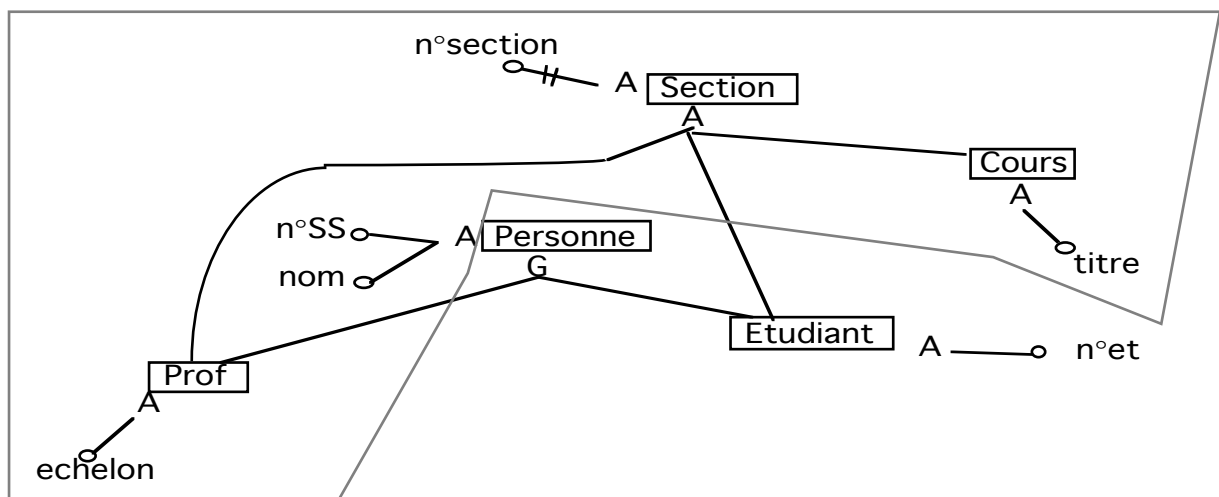 n°section
A Section
A
Cours
A
n°SS
A Personne
titre
nom
G
Etudiant A n°et
Prof
A
echelon